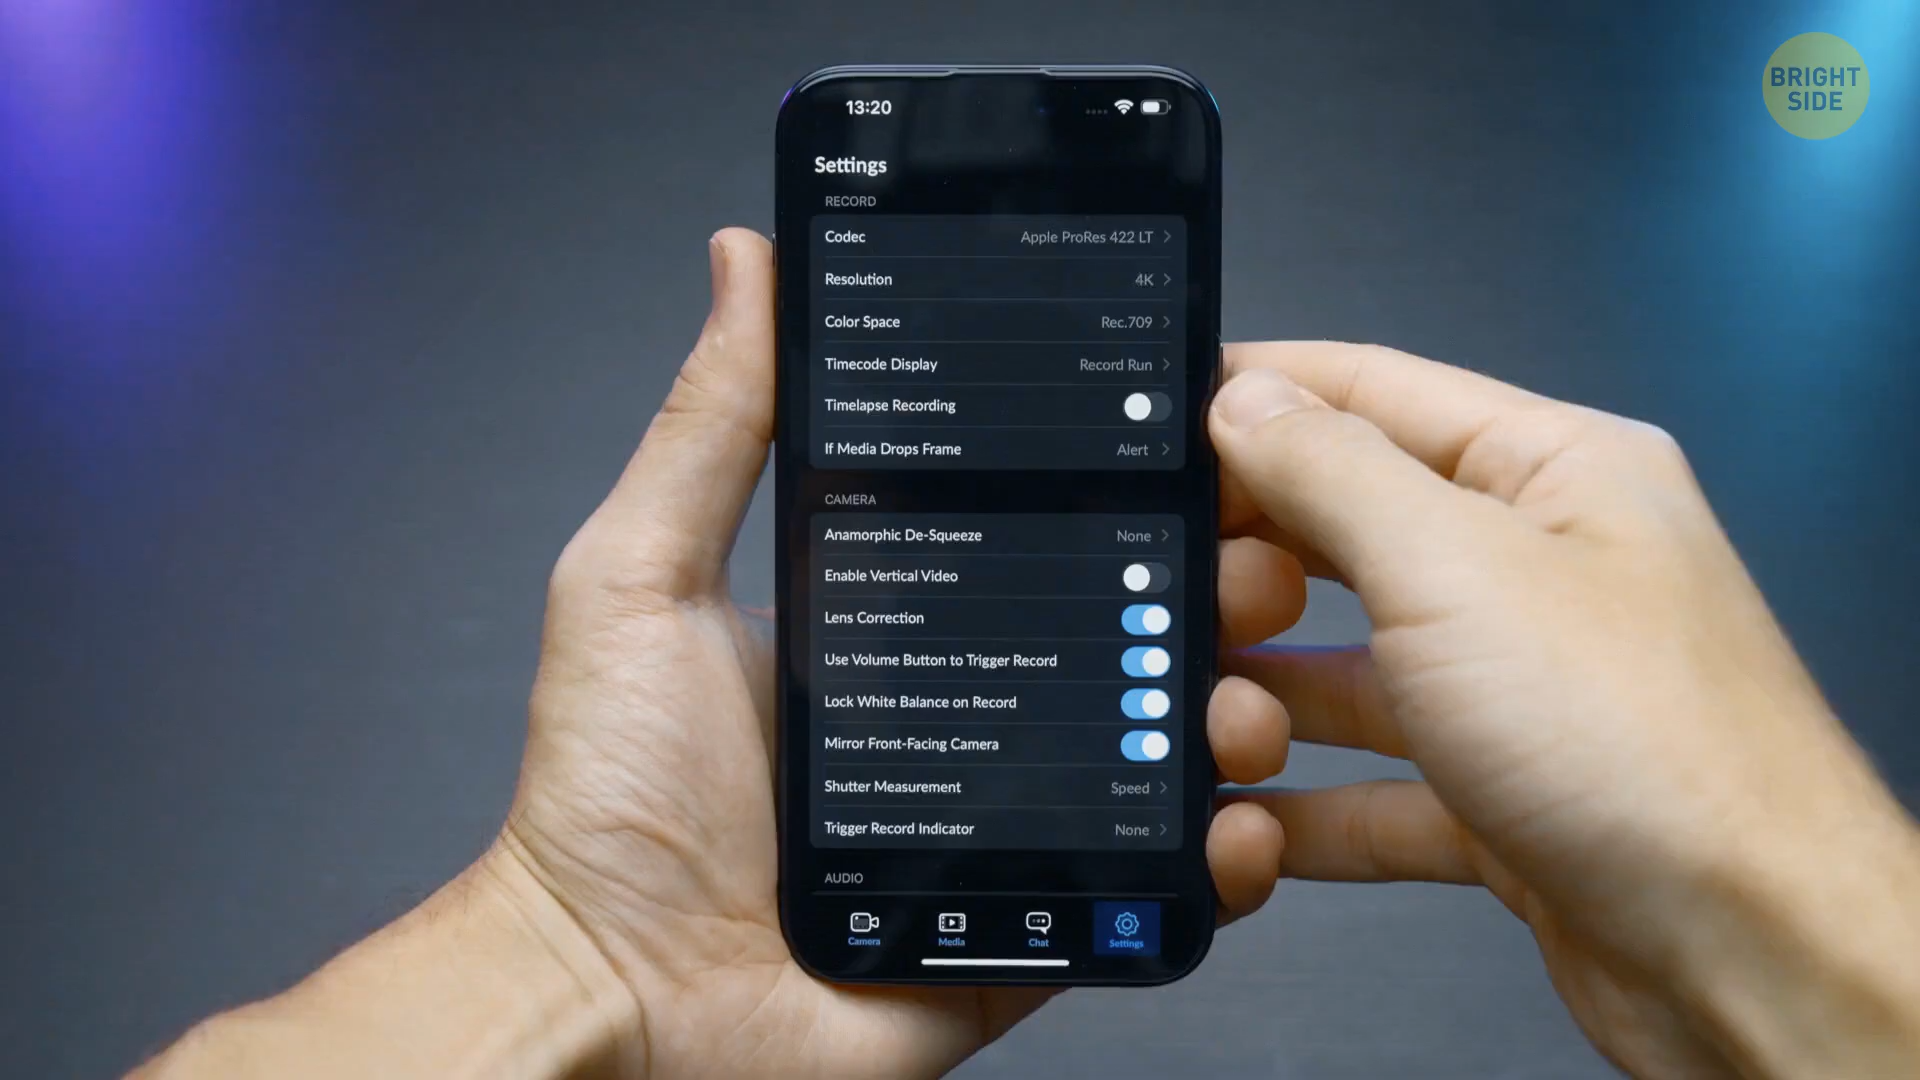 BRIGHT
SIDE
13:20
Settings
RECORD
Codec Apple ProRes 422 LT
Resolution 4K
Color Space Rec.709
Timecode Display Record Run
Timelapse Recording
If Media Drops Frame Alert
CAMERA
Anamorphic De-Squeeze None
Enable Vertical Video
Lens Correction
Use Volume Button to Trigger Record
Lock White Balance on Record
Mirror Front-Facing Camera
Shutter Measurement Speed
Trigger Record Indicator None
AUDIO
Camera Media Chat Settings